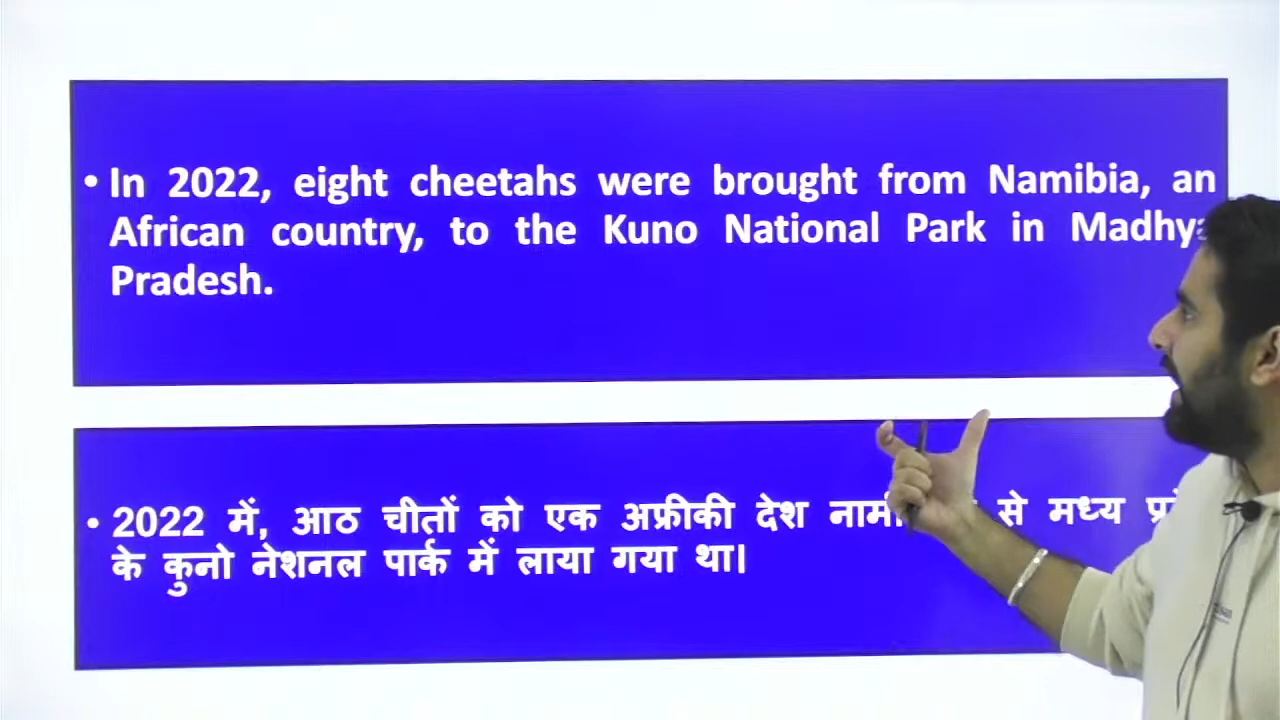 • In 2022, eight cheetahs were brought from Namibia, an
African country, to the Kuno National Park in Madhya
Pradesh.
• 2022 में, आठ चीतों को एक अफ्रीकी देश से मध्य
के कुनो नेशनल पार्क में लाया गया था।